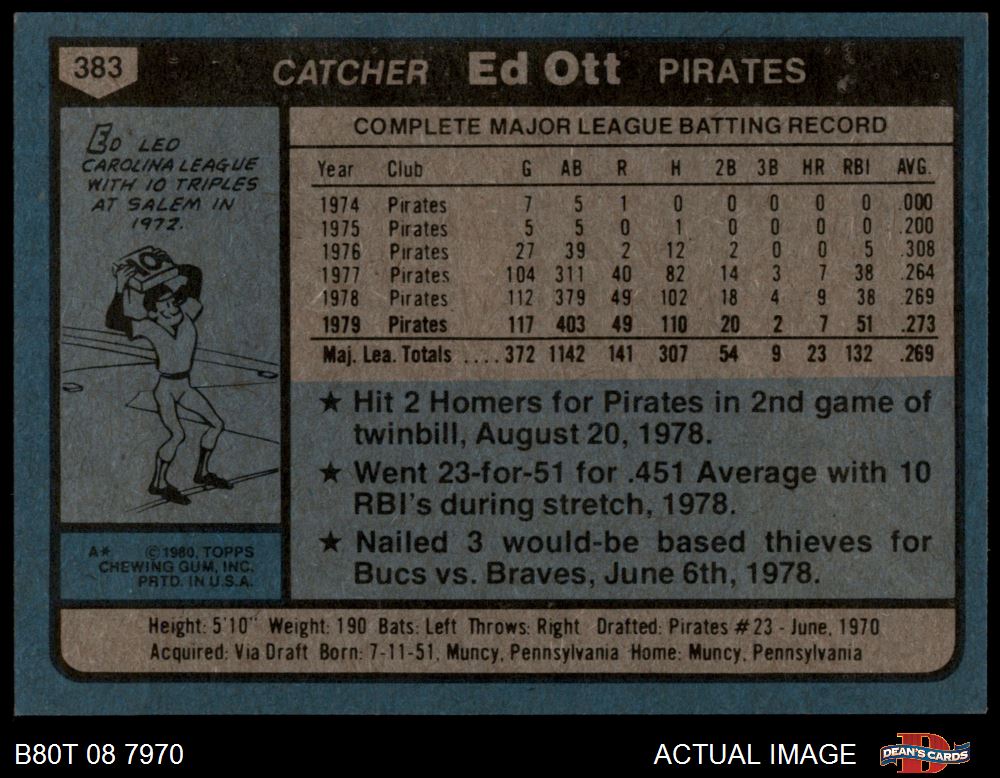 383
CATCHER Ed Ott PIRATES
ED LED
CAROLINA LEAGUE
WITH 10 TRIPLES
AT SALEM IN
1972.
10
COMPLETE MAJOR LEAGUE BATTING RECORD
Year Club G AB R H 2B 3B HR RBI AVG.
1974 Pirates 7 5 1 0 0 0 0 0 .000
1975 Pirates 5 5 0 1 0 0 0 0 .200
1976 Pirates 27 39 2 12 2 0 0 5 .308
1977 Pirates 104 311 40 82 14 3 7 38 .264
1978 Pirates 112 379 49 102 18 4 9 38 .269
1979 Pirates 117 403 49 110 20 2 7 51 .273
Maj. Lea. Totals .... 372 1142 141 307 54 9 23 132 .269
★ Hit 2 Homers for Pirates in 2nd game of
twinbill, August 20, 1978.
★ Went 23-for-51 for .451 Average with 10
RBI's during stretch, 1978.
★ Nailed 3 would-be based thieves for
Bucs vs. Braves, June 6th, 1978.
A* © 1980, TOPPS
CHEWING GUM, INC.
PRTD. IN U.S.A.
Height: 5'10" Weight: 190 Bats: Left Throws: Right Drafted: Pirates #23 - June, 1970
Acquired: Via Draft Born: 7-11-51, Muncy, Pennsylvania Home: Muncy, Pennsylvania
B80T 08 7970
ACTUAL IMAGE
D
DEAN'S CARDS